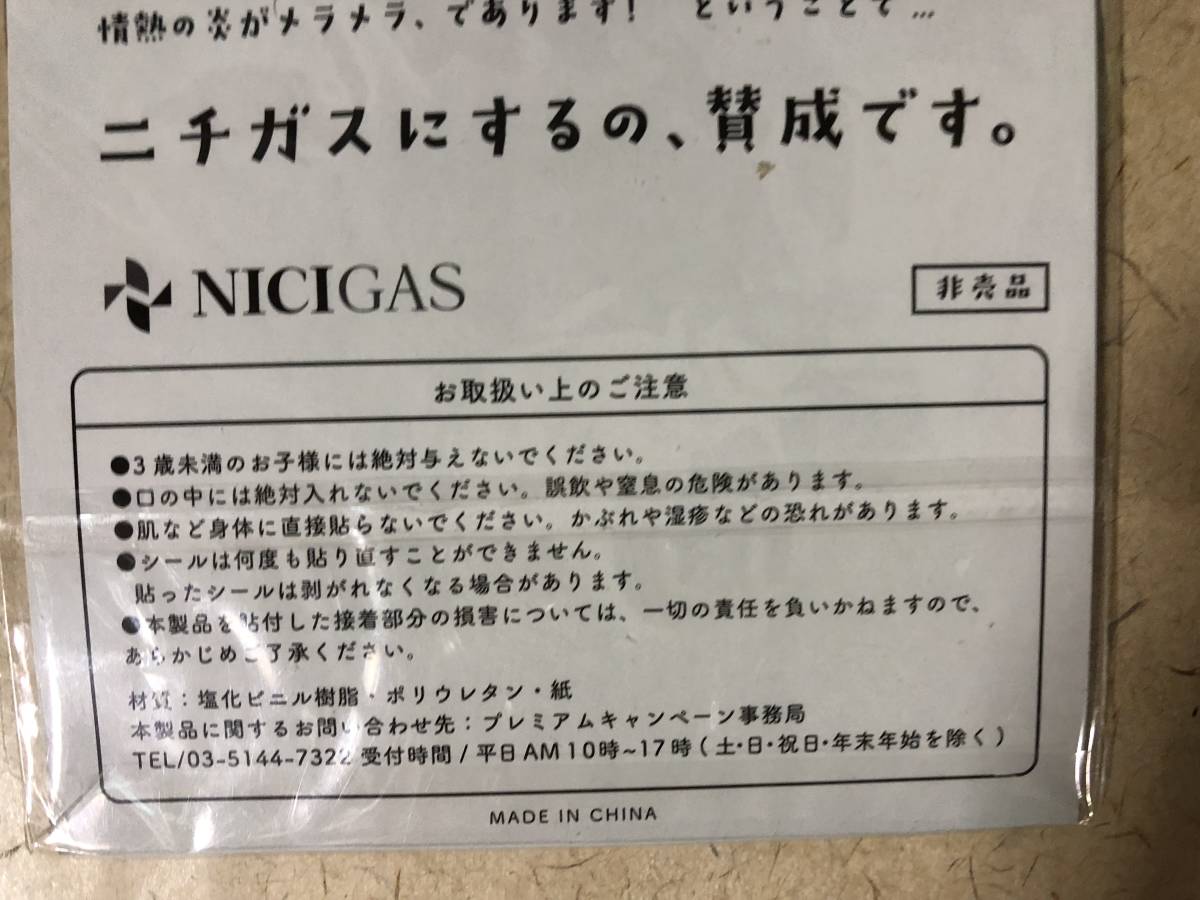 情熱の炎がメラメラ、であります! ということで…
ニチガスにするの、賛成です。
NICIGAS
非売品
お取扱い上のご注意
●3歳未満のお子様には絶対与えないでください。
●口の中には絶対入れないでください。誤飲や窒息の危険があります。
●肌など身体に直接貼らないでください。かぶれや湿疹などの恐れがあります。
●シールは何度も貼り直すことができません。
貼ったシールは剥がれなくなる場合があります。
●本製品を貼付した接着部分の損害については、一切の責任を負いかねますので、
あらかじめご了承ください。
材質:塩化ビニル樹脂・ポリウレタン・紙
本製品に関するお問い合わせ先:プレミアムキャンペーン事務局
TEL/03-5144-7322 受付時間/平日AM10時~17時(土・日・祝日・年末年始を除く)
MADE IN CHINA